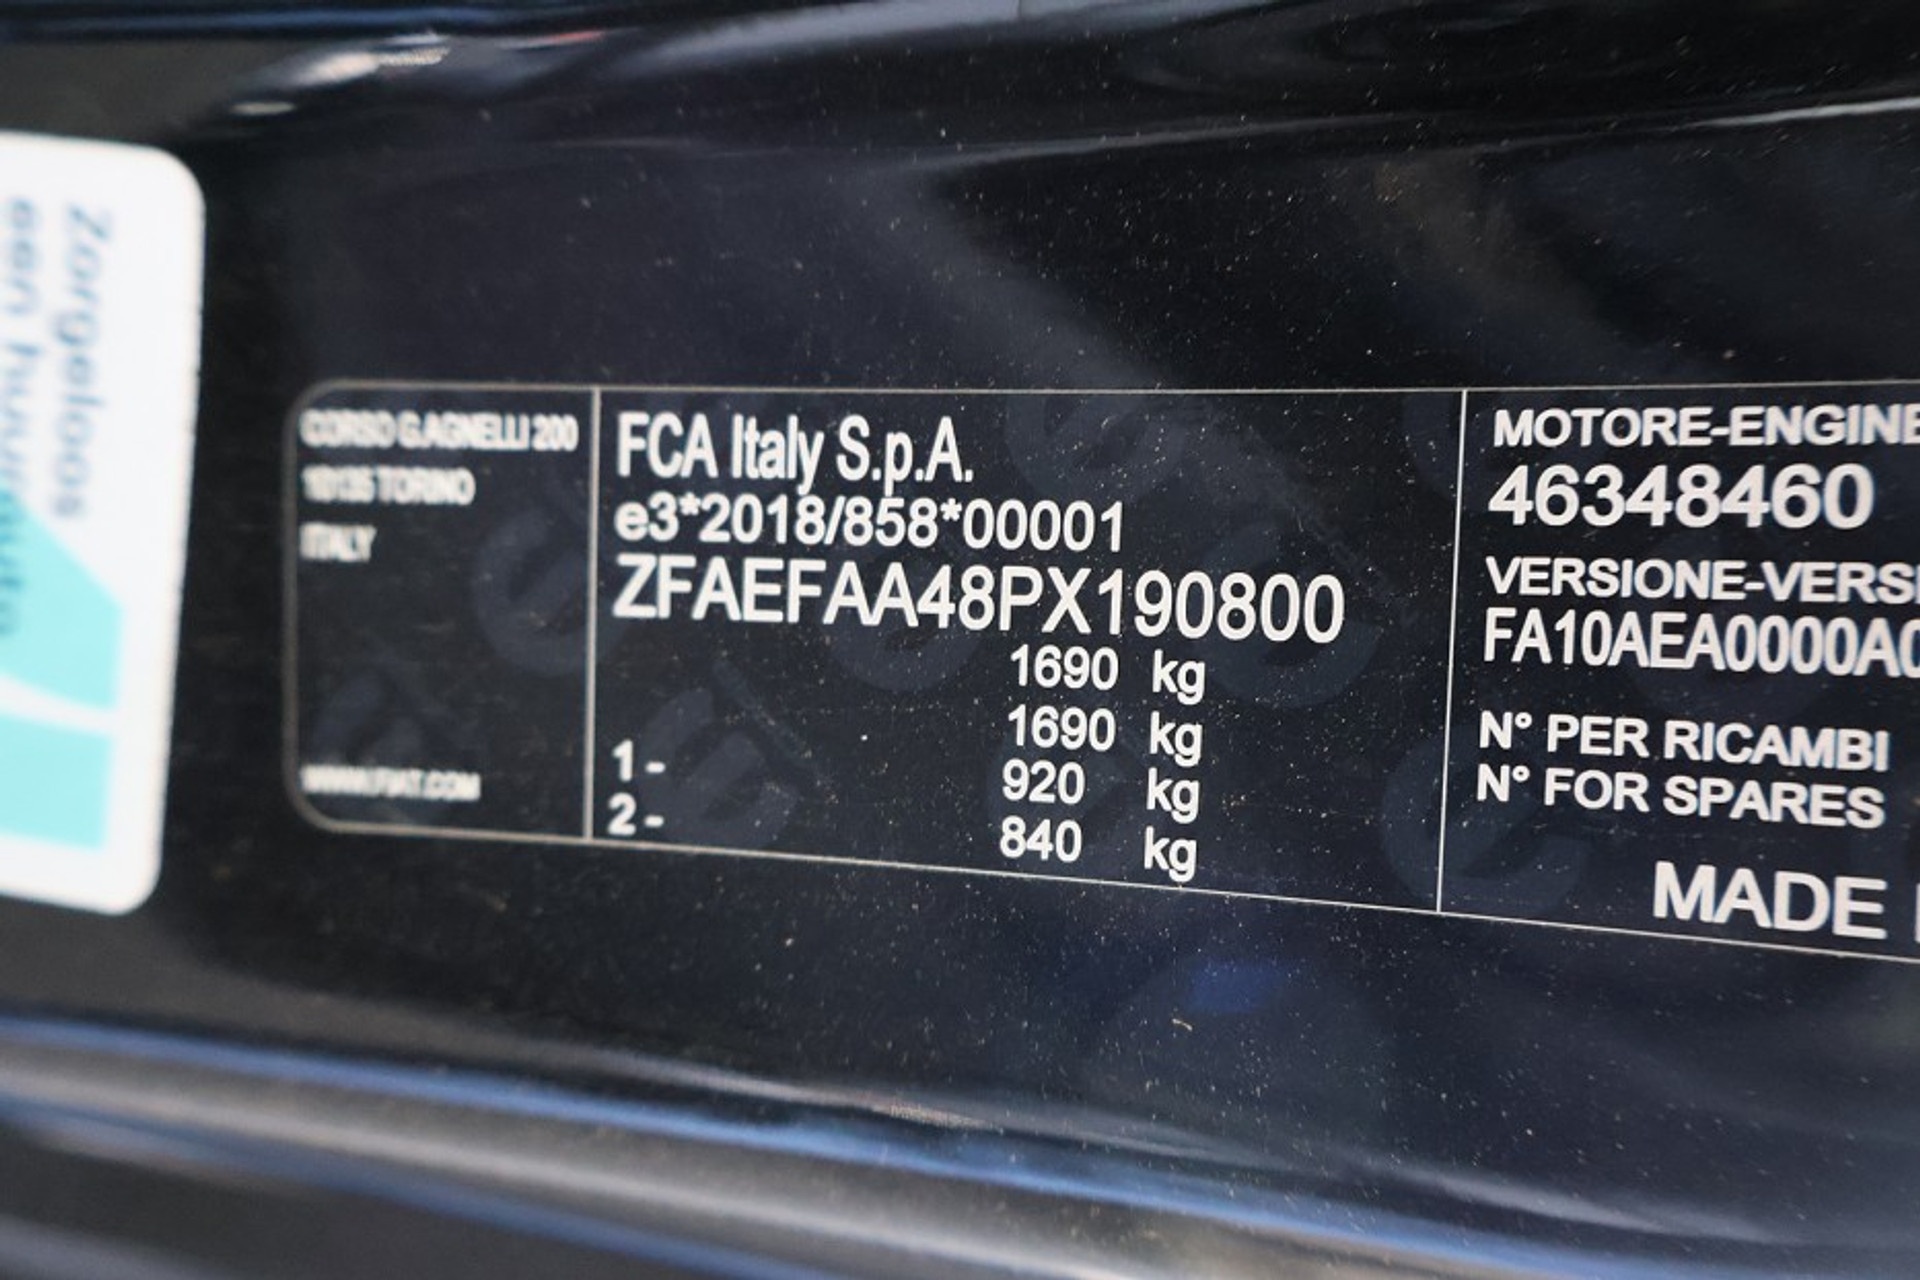 Zorgeloos
een huurauto
CORSO G.AGNELLI 200
10135 TORINO
ITALY
WWW.FIAT.COM
FCA Italy S.p.A.
e3*2018/858*00001
ZFAEFAA48PX190800
1690 kg
1690 kg
1- 920 kg
2- 840 kg
MOTORE-ENGINE
46348460
VERSIONE-VERSI
FA10AEA0000A0
N° PER RICAMBI
N° FOR SPARES
MADE